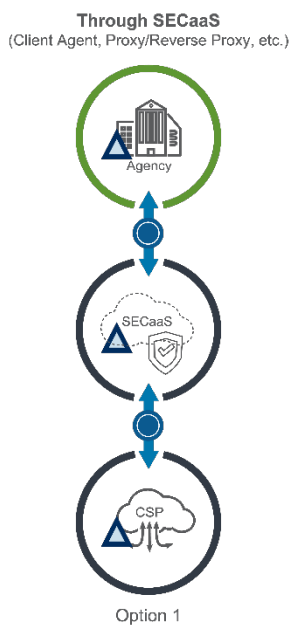 Through SECaaS
(Client Agent, Proxy/Reverse Proxy, etc.)
Agency
SECaaS
CSP
Option 1